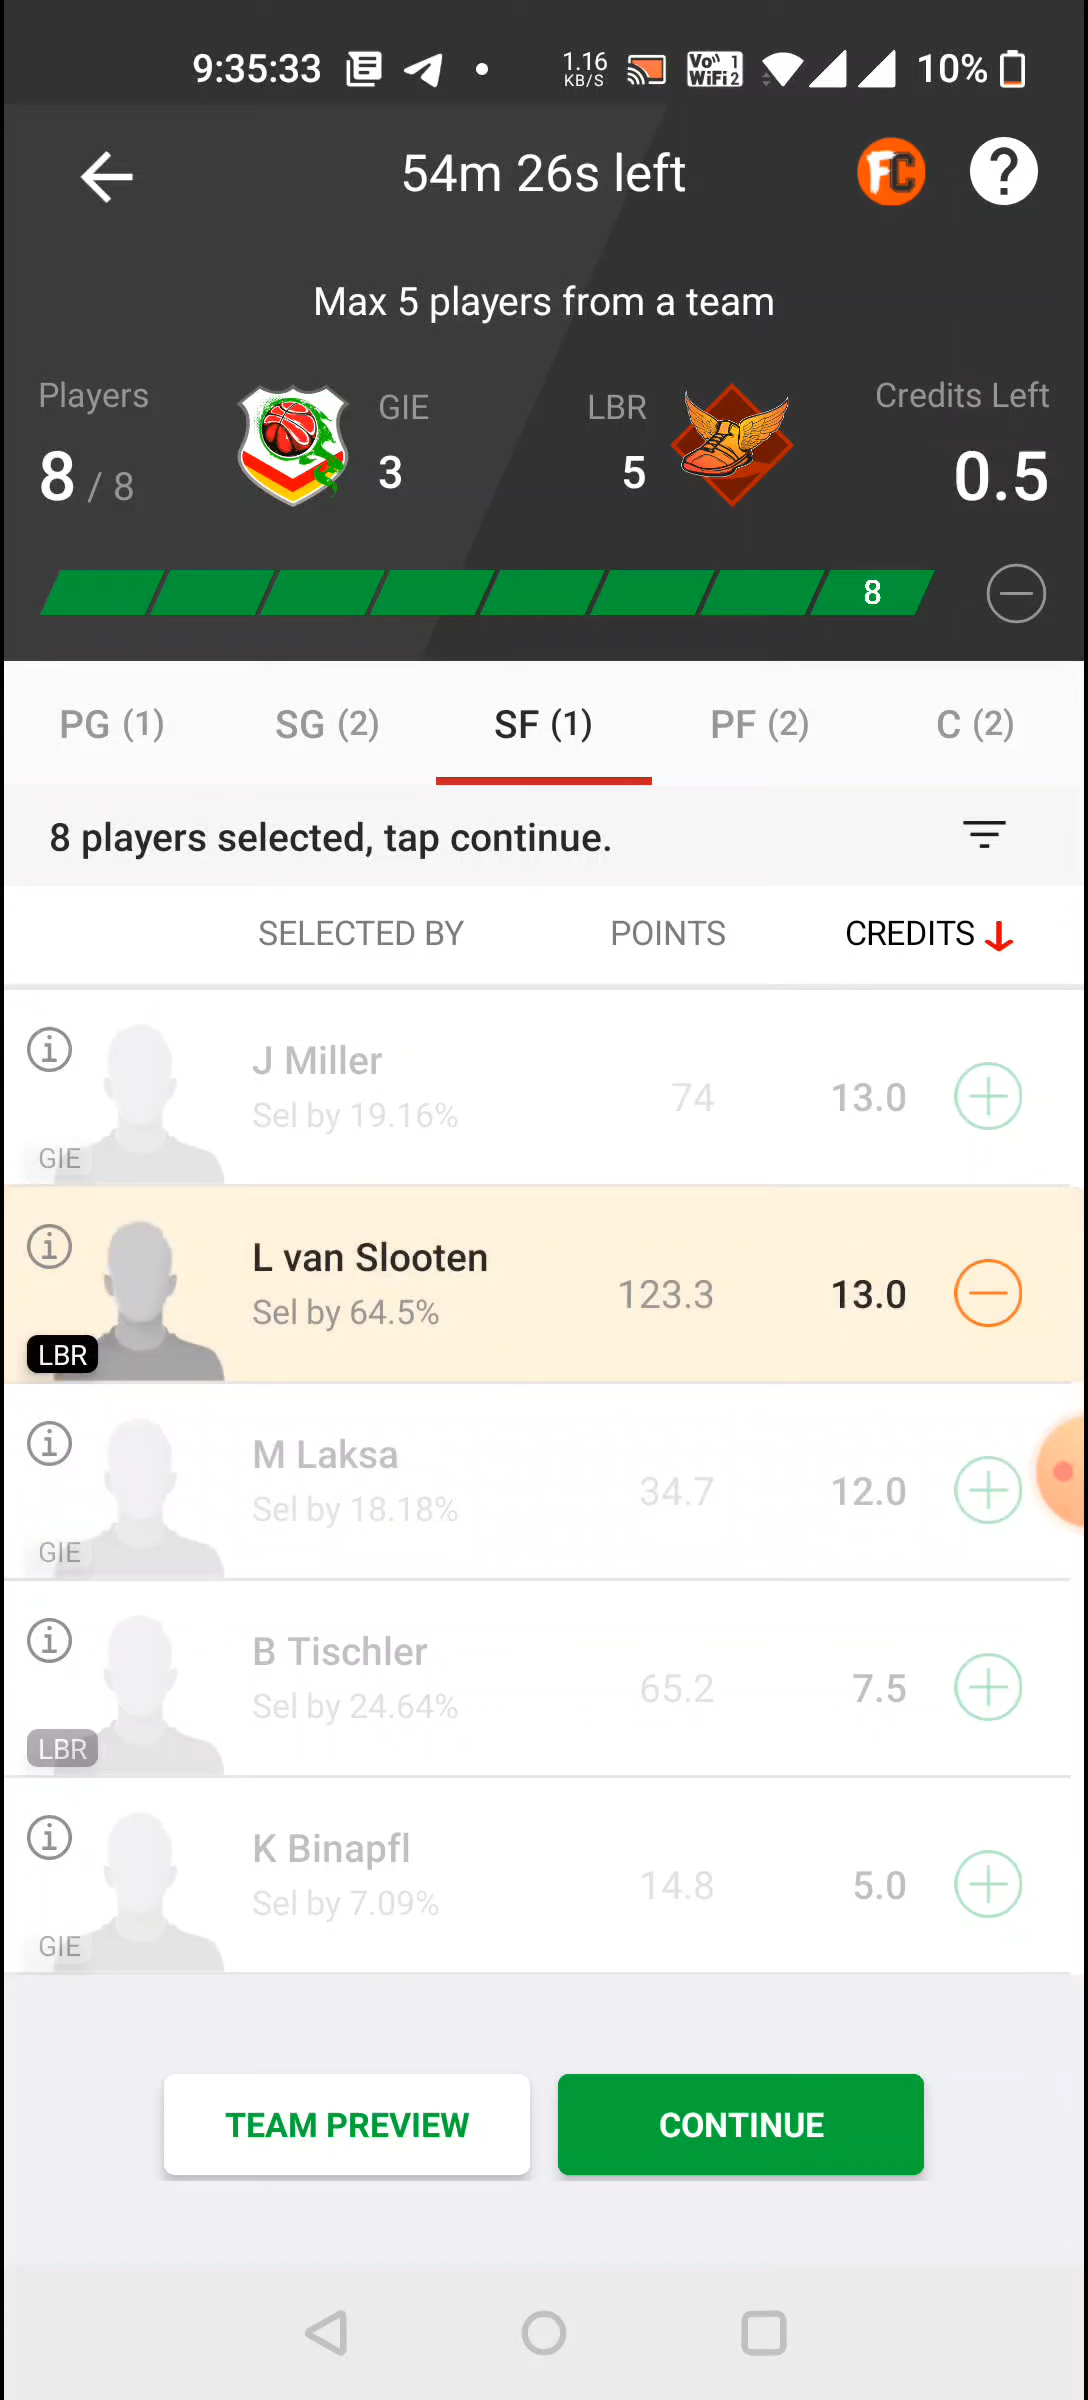 9:35:33 1.16 KB/S Vo)) 1 WiFi 2 10%
54m 26s left FC ?
Max 5 players from a team
Players GIE LBR Credits Left
8 / 8 3 5 0.5
8
PG (1) SG (2) SF (1) PF (2) C (2)
8 players selected, tap continue.
SELECTED BY POINTS CREDITS
J Miller
Sel by 19.16% 74 13.0
GIE
L van Slooten
Sel by 64.5% 123.3 13.0
LBR
M Laksa
Sel by 18.18% 34.7 12.0
GIE
B Tischler
Sel by 24.64% 65.2 7.5
LBR
K Binapfl
Sel by 7.09% 14.8 5.0
GIE
TEAM PREVIEW CONTINUE